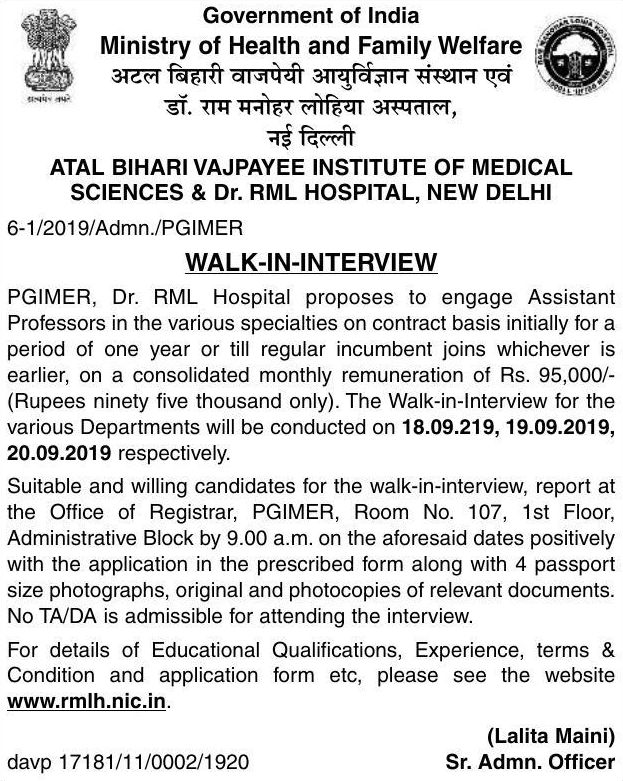 Government of India
Ministry of Health and Family Welfare
अटल बिहारी वाजपेयी आयुर्विज्ञान संस्थान एवं
डॉ. राम मनोहर लोहिया अस्पताल,
नई दिल्ली
सत्यमेव जयते
ATAL BIHARI VAJPAYEE INSTITUTE OF MEDICAL
SCIENCES & Dr. RML HOSPITAL, NEW DELHI
6-1/2019/Admn./PGIMER
WALK-IN-INTERVIEW
PGIMER, Dr. RML Hospital proposes to engage Assistant
Professors in the various specialties on contract basis initially for a
period of one year or till regular incumbent joins whichever is
earlier, on a consolidated monthly remuneration of Rs. 95,000/-
(Rupees ninety five thousand only). The Walk-in-Interview for the
various Departments will be conducted on 18.09.219, 19.09.2019,
20.09.2019 respectively.
Suitable and willing candidates for the walk-in-interview, report at
the Office of Registrar, PGIMER, Room No. 107, 1st Floor,
Administrative Block by 9.00 a.m. on the aforesaid dates positively
with the application in the prescribed form along with 4 passport
size photographs, original and photocopies of relevant documents.
No TA/DA is admissible for attending the interview.
For details of Educational Qualifications, Experience, terms &
Condition and application form etc, please see the website
www.rmlh.nic.in.
(Lalita Maini)
davp 17181/11/0002/1920 Sr. Admn. Officer